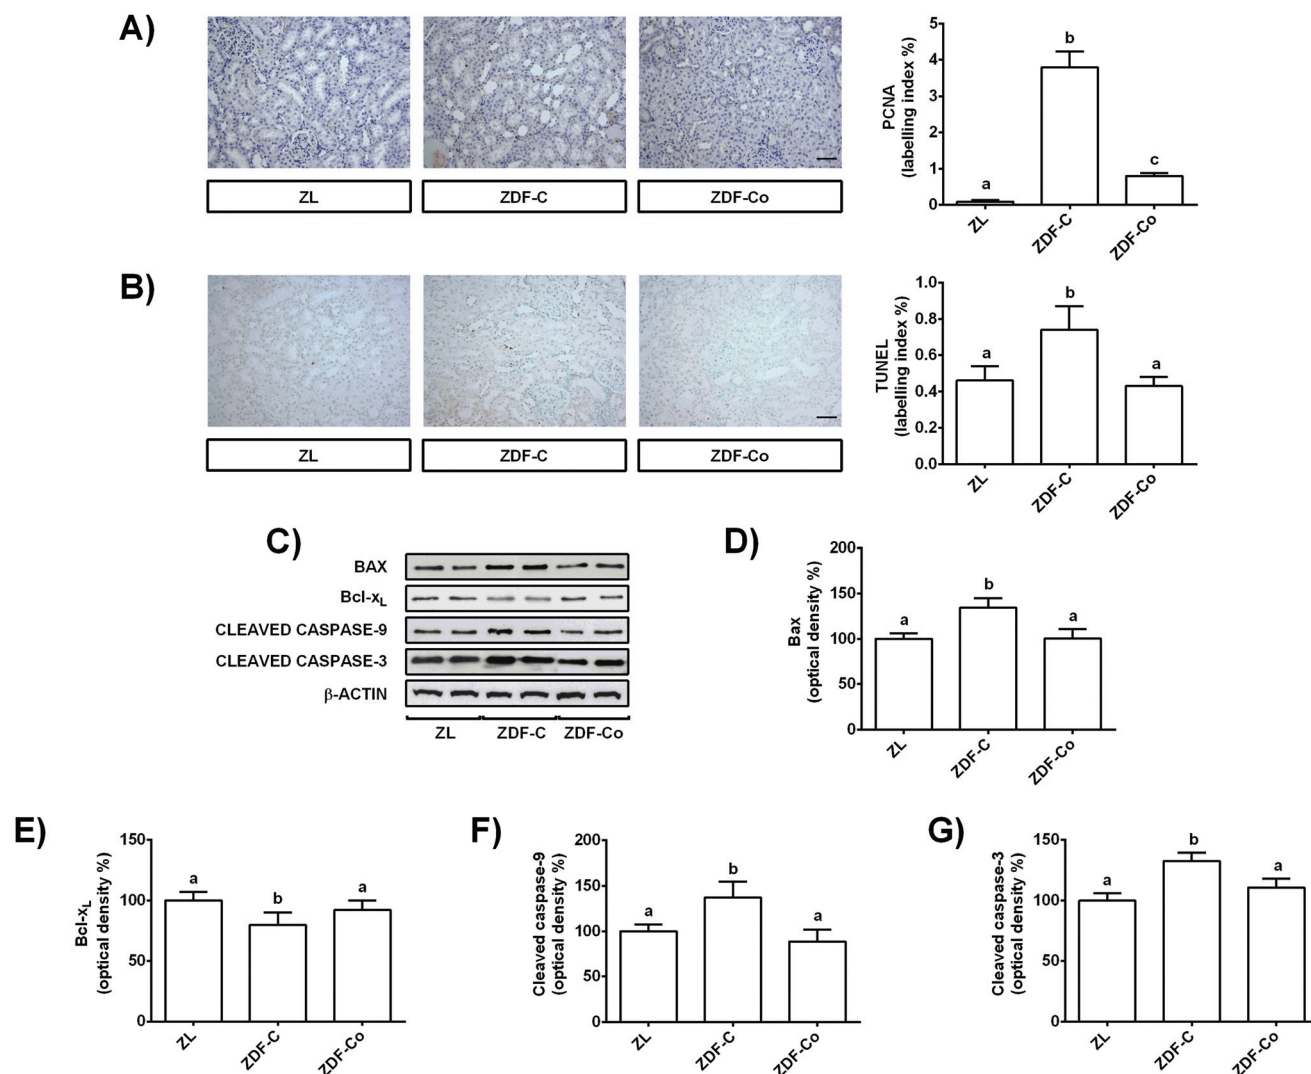 A)
ZL
ZDF-C
ZDF-Co
PCNA
(labelling index %)
5
4
3
2
1
0
a
b
c
ZL
ZDF-C
ZDF-Co
B)
ZL
ZDF-C
ZDF-Co
TUNEL
(labelling index %)
1.0
0.8
0.6
0.4
0.2
0.0
a
b
a
ZL
ZDF-C
ZDF-Co
C)
BAX
Bcl-xL
CLEAVED CASPASE-9
CLEAVED CASPASE-3
β-ACTIN
ZL
ZDF-C
ZDF-Co
D)
Bax
(optical density %)
200
150
100
50
0
a
b
a
ZL
ZDF-C
ZDF-Co
E)
Bcl-xL
(optical density %)
150
100
50
0
a
b
a
ZL
ZDF-C
ZDF-Co
F)
Cleaved caspase-9
(optical density %)
200
150
100
50
0
a
b
a
ZL
ZDF-C
ZDF-Co
G)
Cleaved caspase-3
(optical density %)
150
100
50
0
a
b
a
ZL
ZDF-C
ZDF-Co